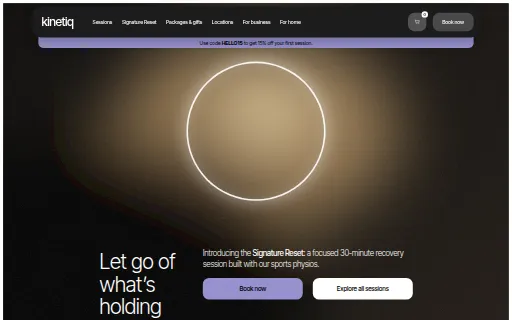 kinetiq
Sessions Signature Reset Packages & gifts Locations For business For home
0
Book now
Use code HELLO15 to get 15% off your first session.
Let go of
what's
holding
Introducing the Signature Reset: a focused 30-minute recovery
session built with our sports physios.
Book now
Explore all sessions